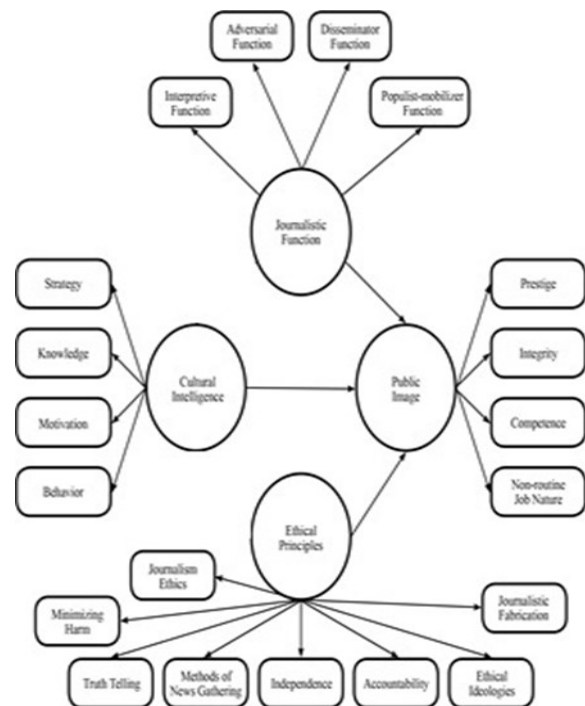 Adversarial
Function
Disseminator
Function
Interpretive
Function
Populist-mobilizer
Function
Journalistic
Function
Strategy
Knowledge
Motivation
Behavior
Cultural
Intelligence
Public
Image
Prestige
Integrity
Competence
Non-routine
Job Nature
Ethical
Principles
Journalism
Ethics
Minimizing
Harm
Truth Telling
Methods of
News Gathering
Independence
Accountability
Ethical
Ideologies
Journalistic
Fabrication